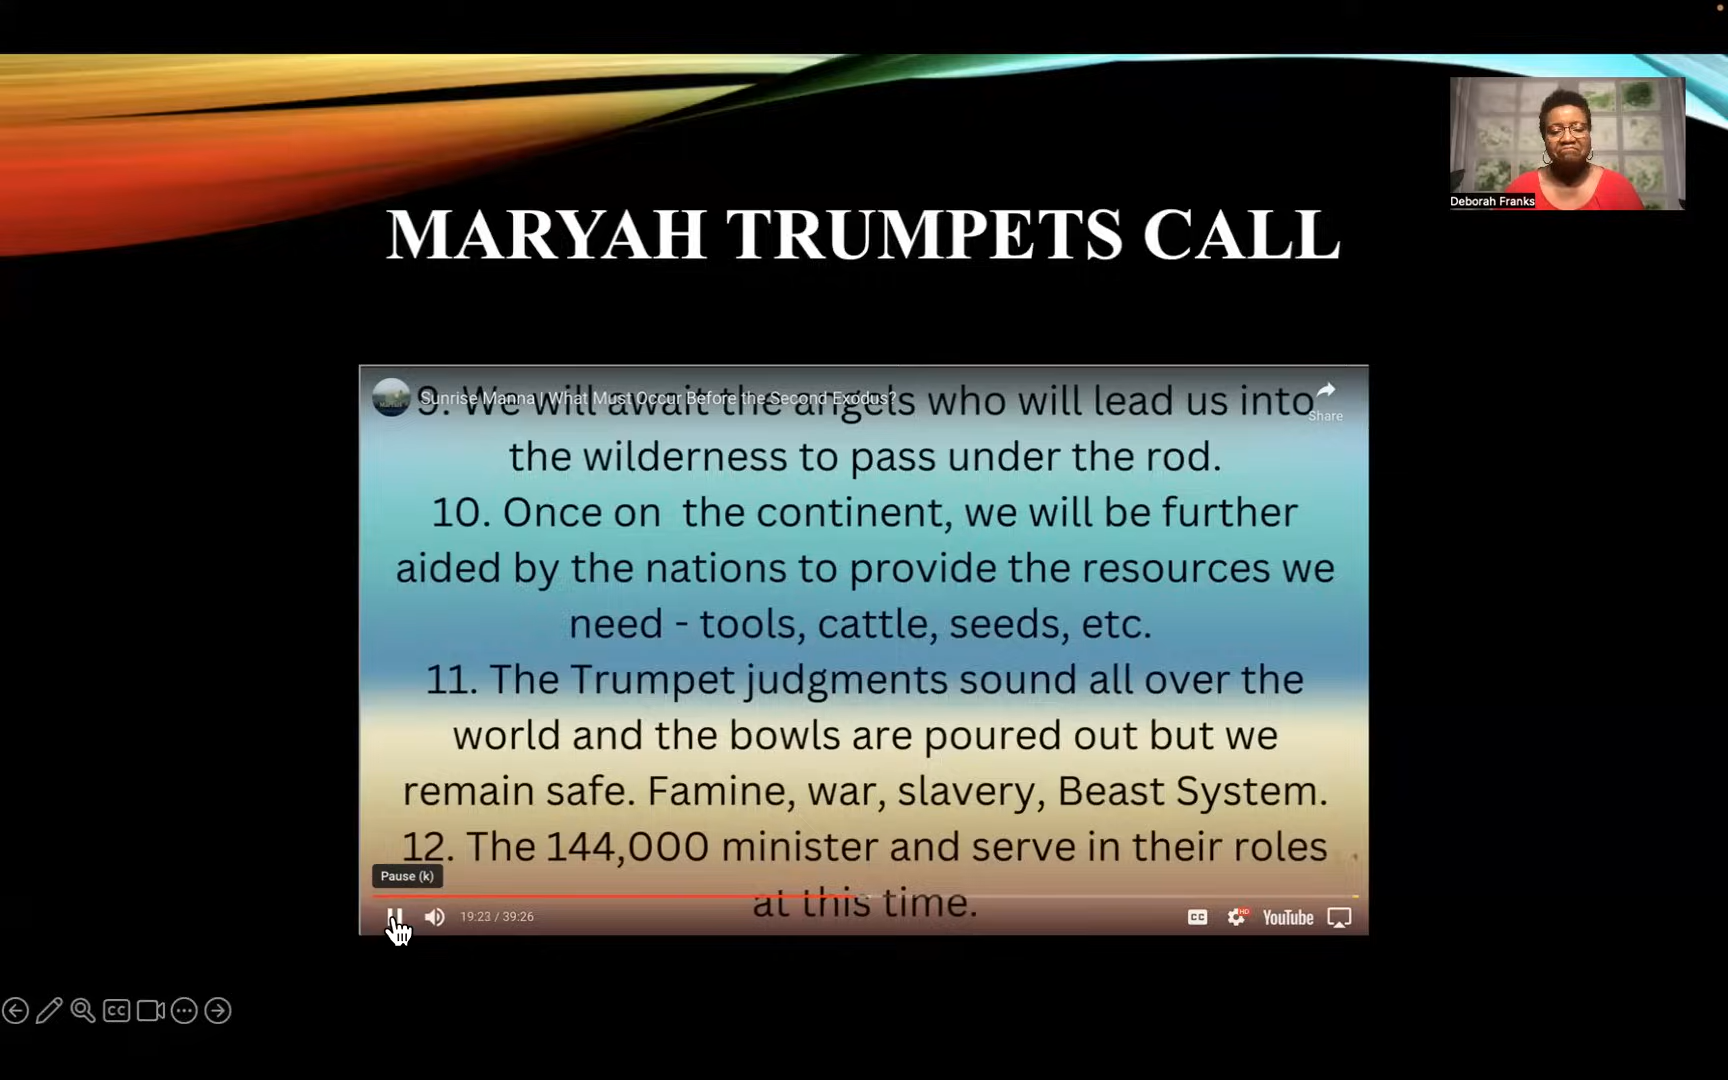 Deborah Franks
MARYAH TRUMPETS CALL
Sunrise Manna | What Must Occur Before the Second Exodus?
Share
9. We will await the angels who will lead us into
the wilderness to pass under the rod.
10. Once on the continent, we will be further
aided by the nations to provide the resources we
need - tools, cattle, seeds, etc.
11. The Trumpet judgments sound all over the
world and the bowls are poured out but we
remain safe. Famine, war, slavery, Beast System.
12. The 144,000 minister and serve in their roles
at this time.
Pause (k)
19:23 / 39:26
CC
HD
YouTube
CC